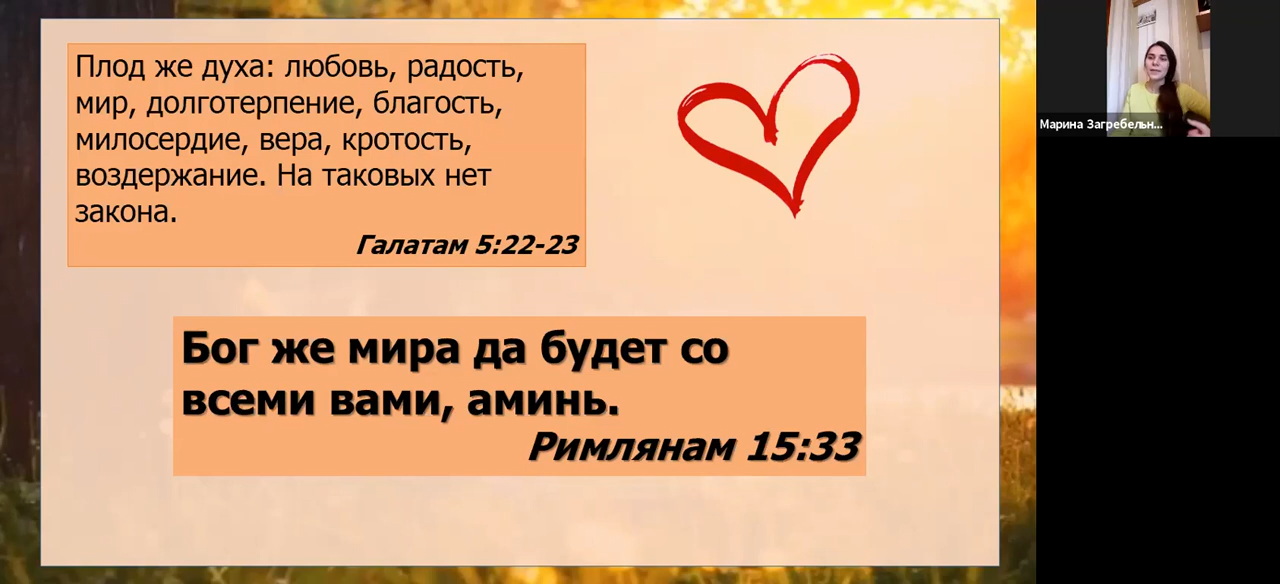 Плод же духа: любовь, радость,
мир, долготерпение, благость,
милосердие, вера, кротость,
воздержание. На таковых нет
закона.
Галатам 5:22-23
Бог же мира да будет со
всеми вами, аминь.
Римлянам 15:33
Марина Загребельн...